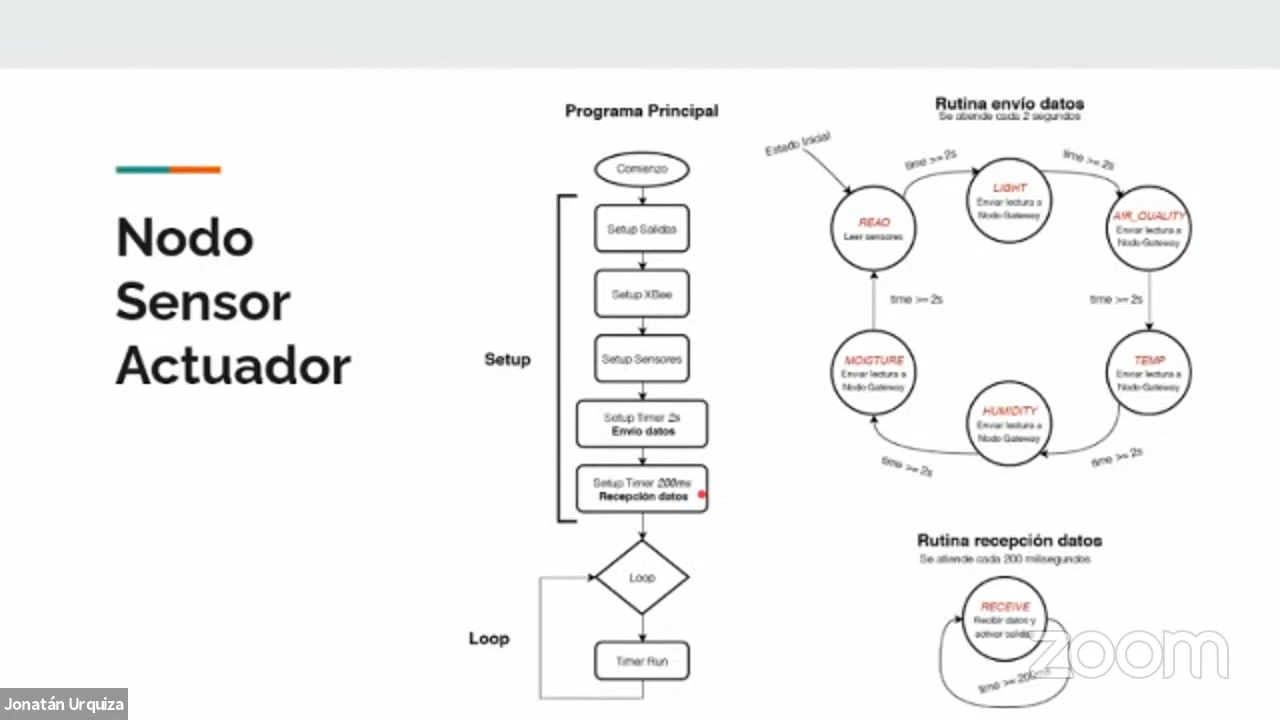 Nodo
Sensor
Actuador
Programa Principal
Comienzo
Setup
Setup Salidas
Setup XBee
Setup Sensores
Setup Timer 2s
Envío datos
Setup Timer 200ms
Recepción datos
Loop
Loop
Timer Run
Rutina envío datos
Se atiende cada 2 segundos
Estado Inicial
READ
Leer sensores
time >= 2s
LIGHT
Enviar lectura a
Nodo Gateway
time >= 2s
AIR_QUALITY
Enviar lectura a
Nodo Gateway
time >= 2s
TEMP
Enviar lectura a
Nodo Gateway
time >= 2s
HUMIDITY
Enviar lectura a
Nodo Gateway
time >= 2s
MOISTURE
Enviar lectura a
Nodo Gateway
time >= 2s
Rutina recepción datos
Se atiende cada 200 milisegundos
RECEIVE
Recibir datos y
activar salidas
time >= 200ms
zoom
Jonatán Urquiza